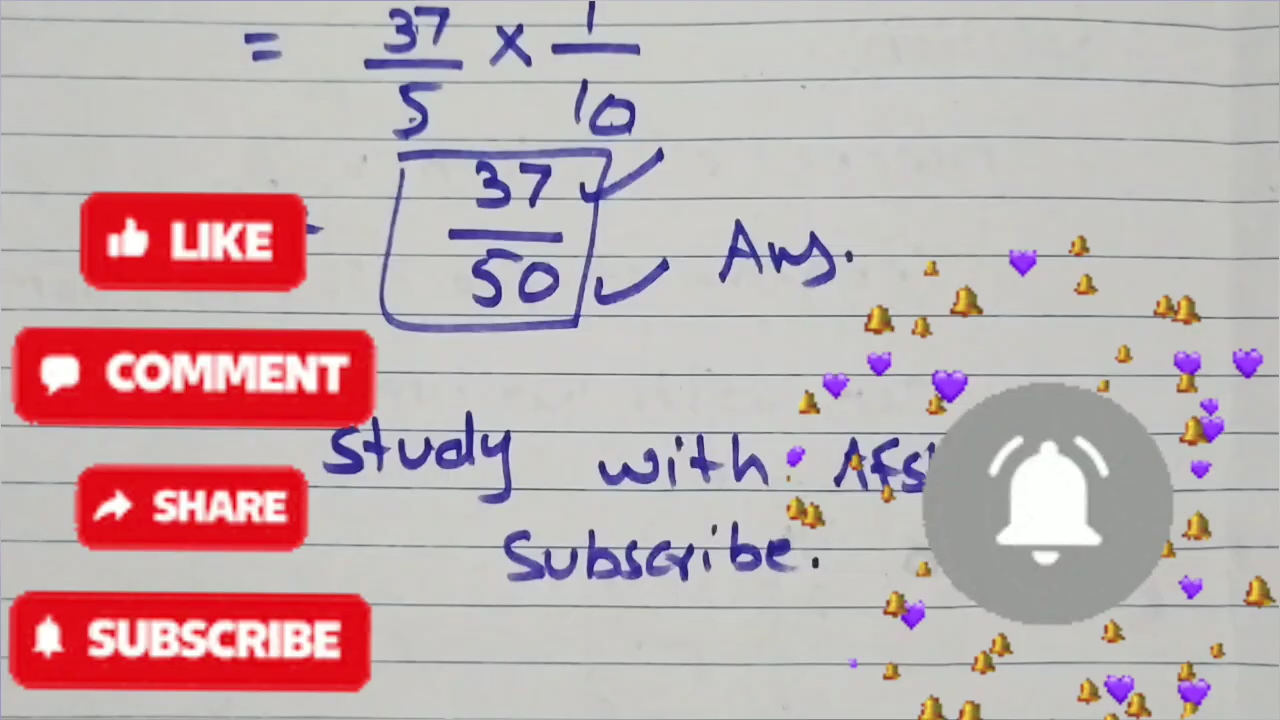 = 37/5 × 1/10
37/50 Ans.
LIKE
COMMENT
Study with
SHARE
Subscribe.
SUBSCRIBE